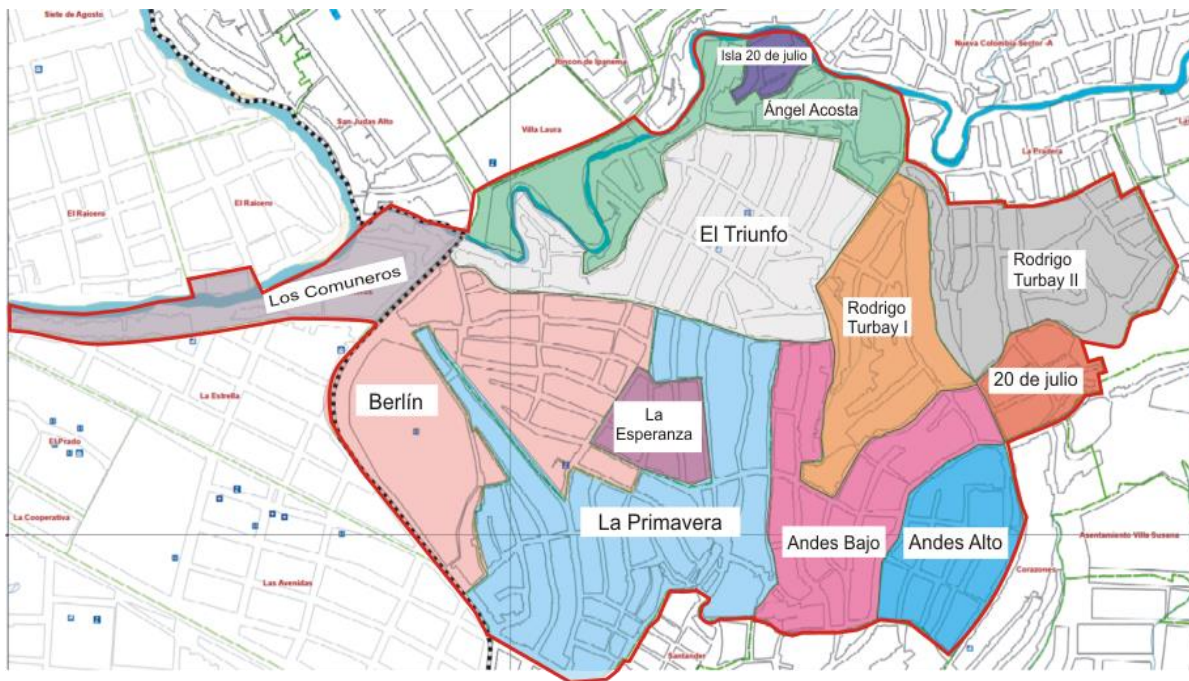 Siete de Agosto
Isla 20 de julio
Nueva Colombia Sector -A
Rincon de Ipanema
Ángel Acosta
San Judas Alto
Villa Laura
La Pradera
El Raicero
El Raicero
El Triunfo
Rodrigo
Turbay II
Los Comuneros
Rodrigo
Turbay I
20 de julio
La Estrella
Berlín
La
Esperanza
El Prado
La Cooperativa
La Primavera
Andes Bajo
Andes Alto
Asentamiento Villa Susana
Las Avenidas
Corazones
Santander